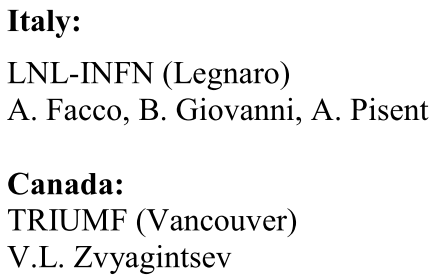 Italy:
LNL-INFN (Legnaro)
A. Facco, B. Giovanni, A. Pisent
Canada:
TRIUMF (Vancouver)
V.L. Zvyagintsev